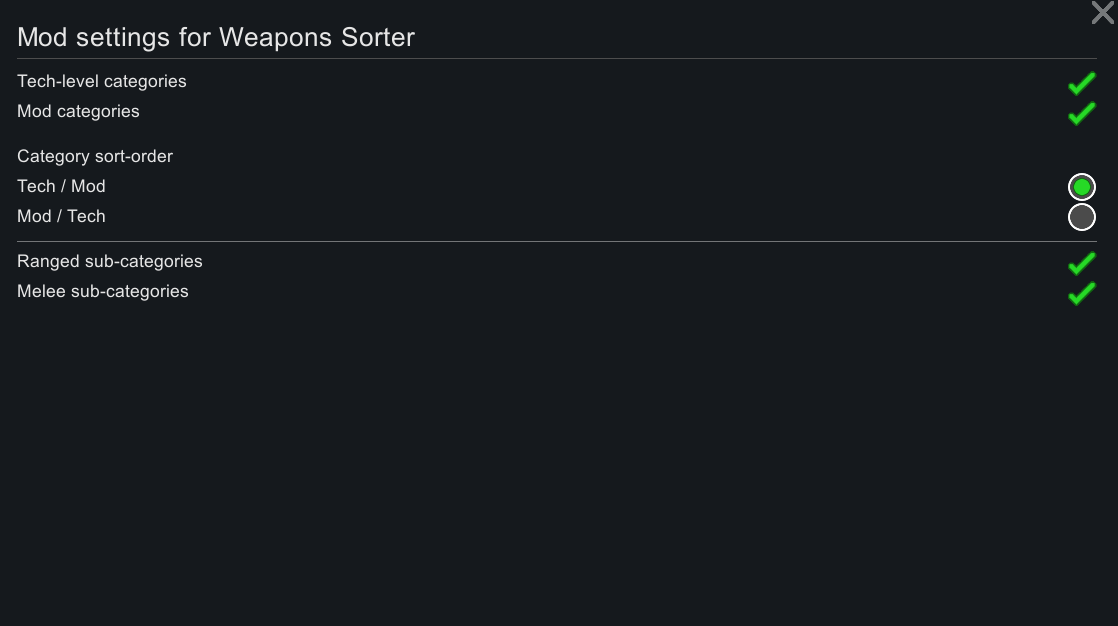 Mod settings for Weapons Sorter
Tech-level categories
Mod categories
Category sort-order
Tech / Mod
Mod / Tech
Ranged sub-categories
Melee sub-categories